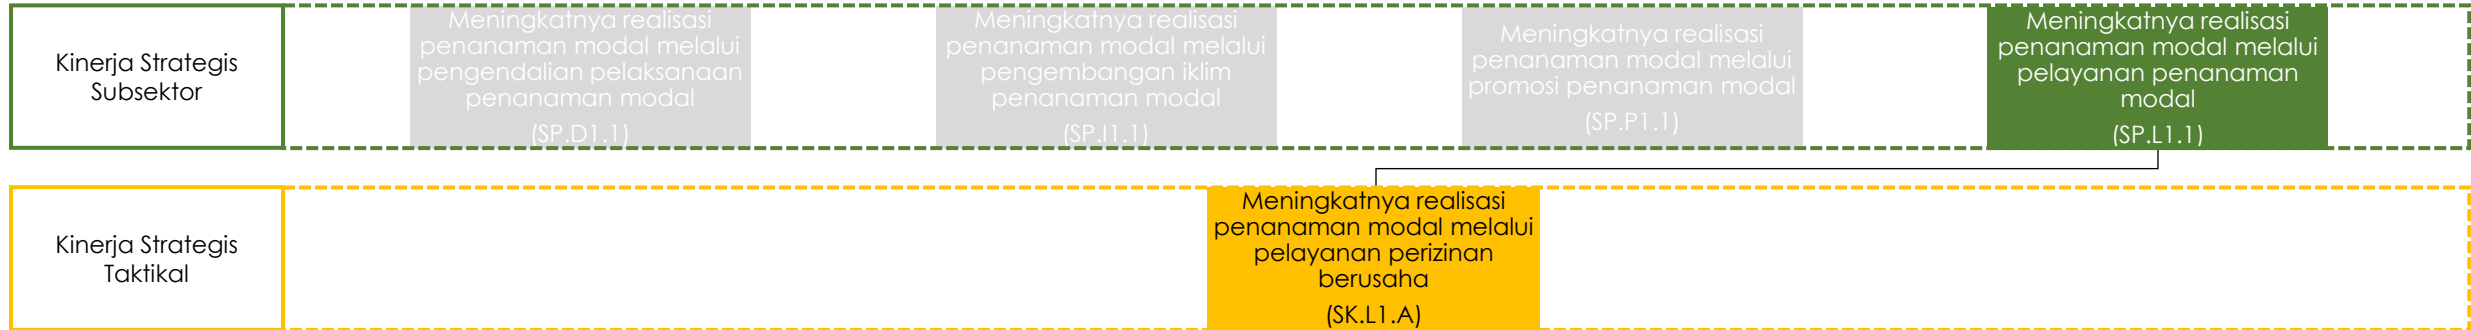 Kinerja Strategis
Subsektor
Meningkatnya realisasi
penanaman modal melalui
pengendalian pelaksanaan
penanaman modal
(SP.D1.1)
Meningkatnya realisasi
penanaman modal melalui
pengembangan iklim
penanaman modal
(SP.I1.1)
Meningkatnya realisasi
penanaman modal melalui
promosi penanaman modal
(SP.P1.1)
Meningkatnya realisasi
penanaman modal melalui
pelayanan penanaman
modal
(SP.L1.1)
Kinerja Strategis
Taktikal
Meningkatnya realisasi
penanaman modal melalui
pelayanan perizinan
berusaha
(SK.L1.A)